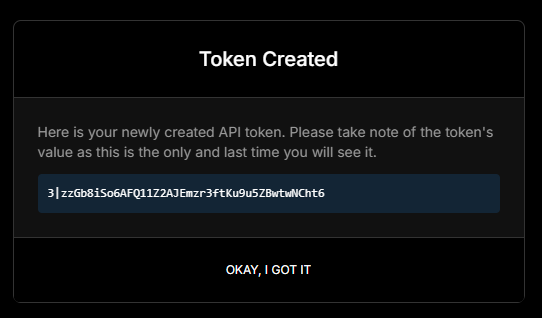 Token Created
Here is your newly created API token. Please take note of the token's
value as this is the only and last time you will see it.
3|zzGb8iSo6AFQ11Z2AJEmzr3ftKu9u5ZBwtwNCht6
OKAY, I GOT IT